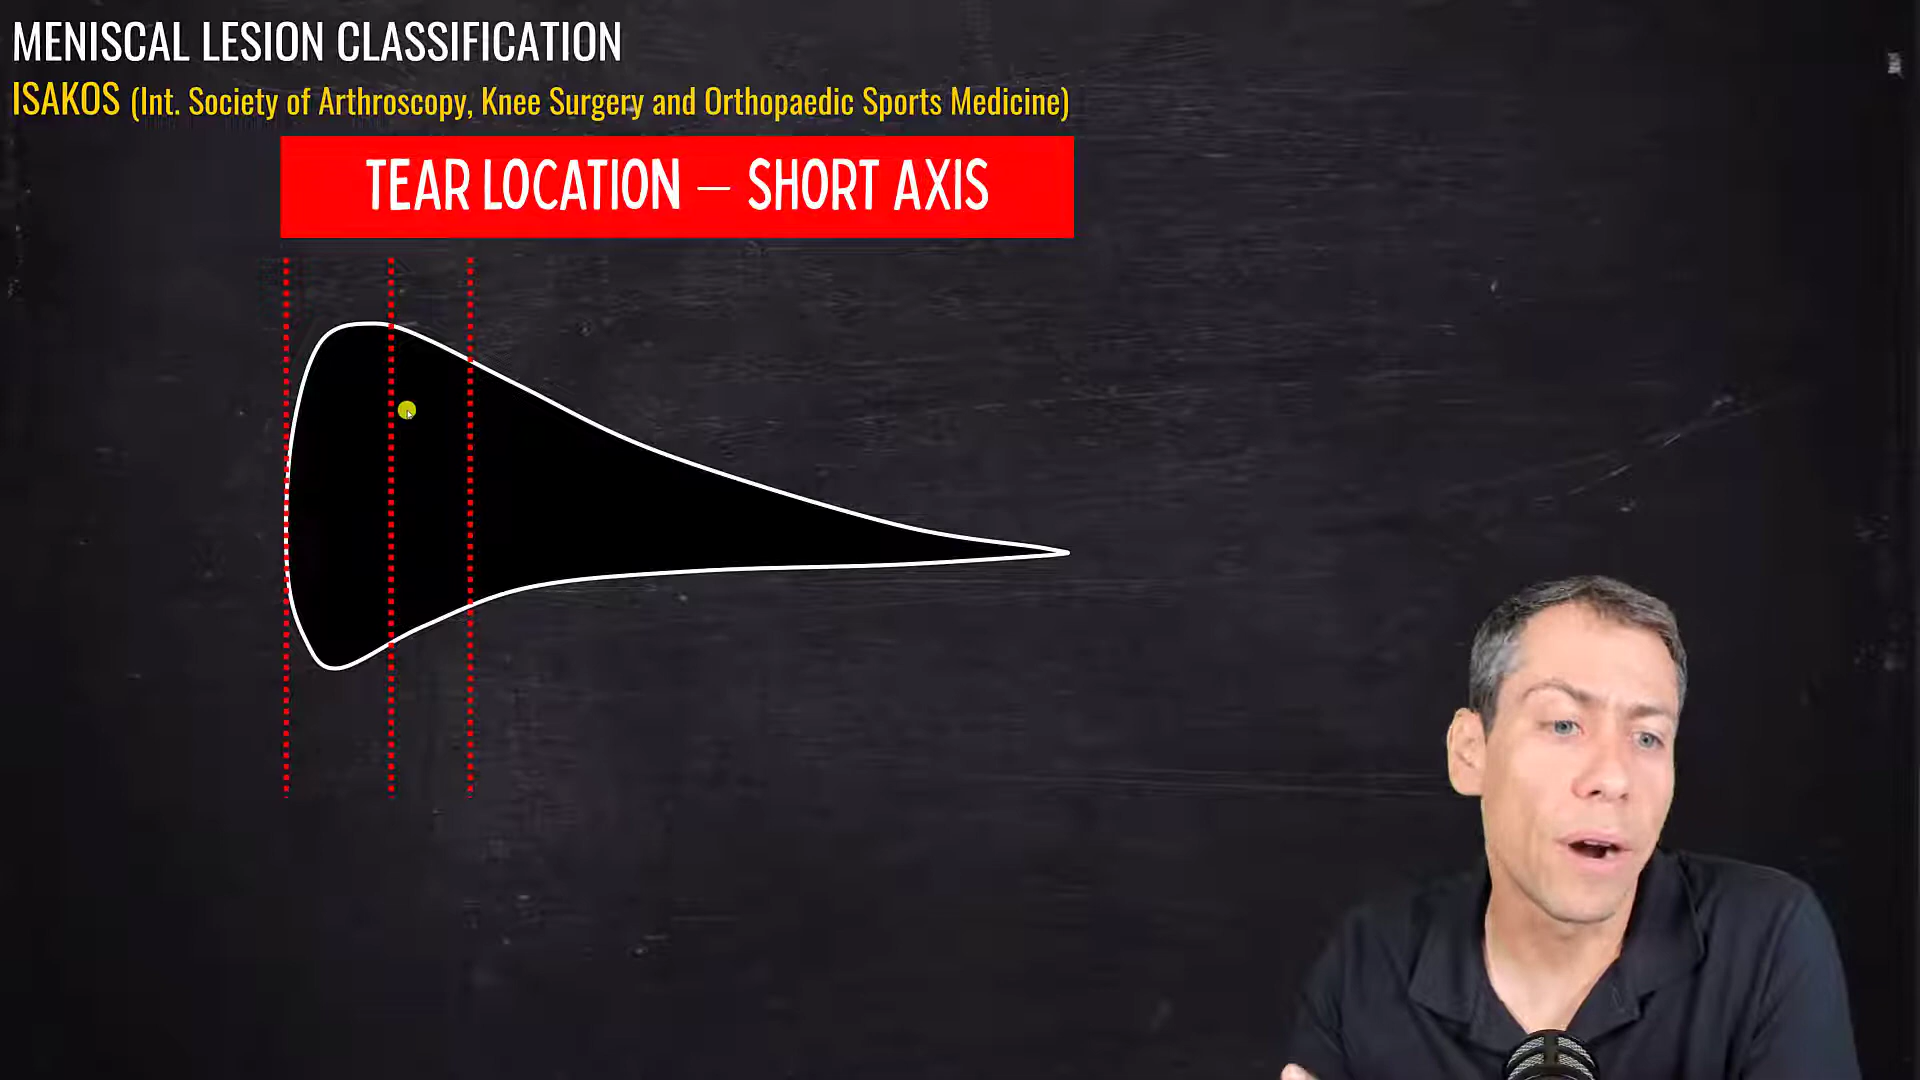 MENISCAL LESION CLASSIFICATION
ISAKOS (Int. Society of Arthroscopy, Knee Surgery and Orthopaedic Sports Medicine)
TEAR LOCATION – SHORT AXIS